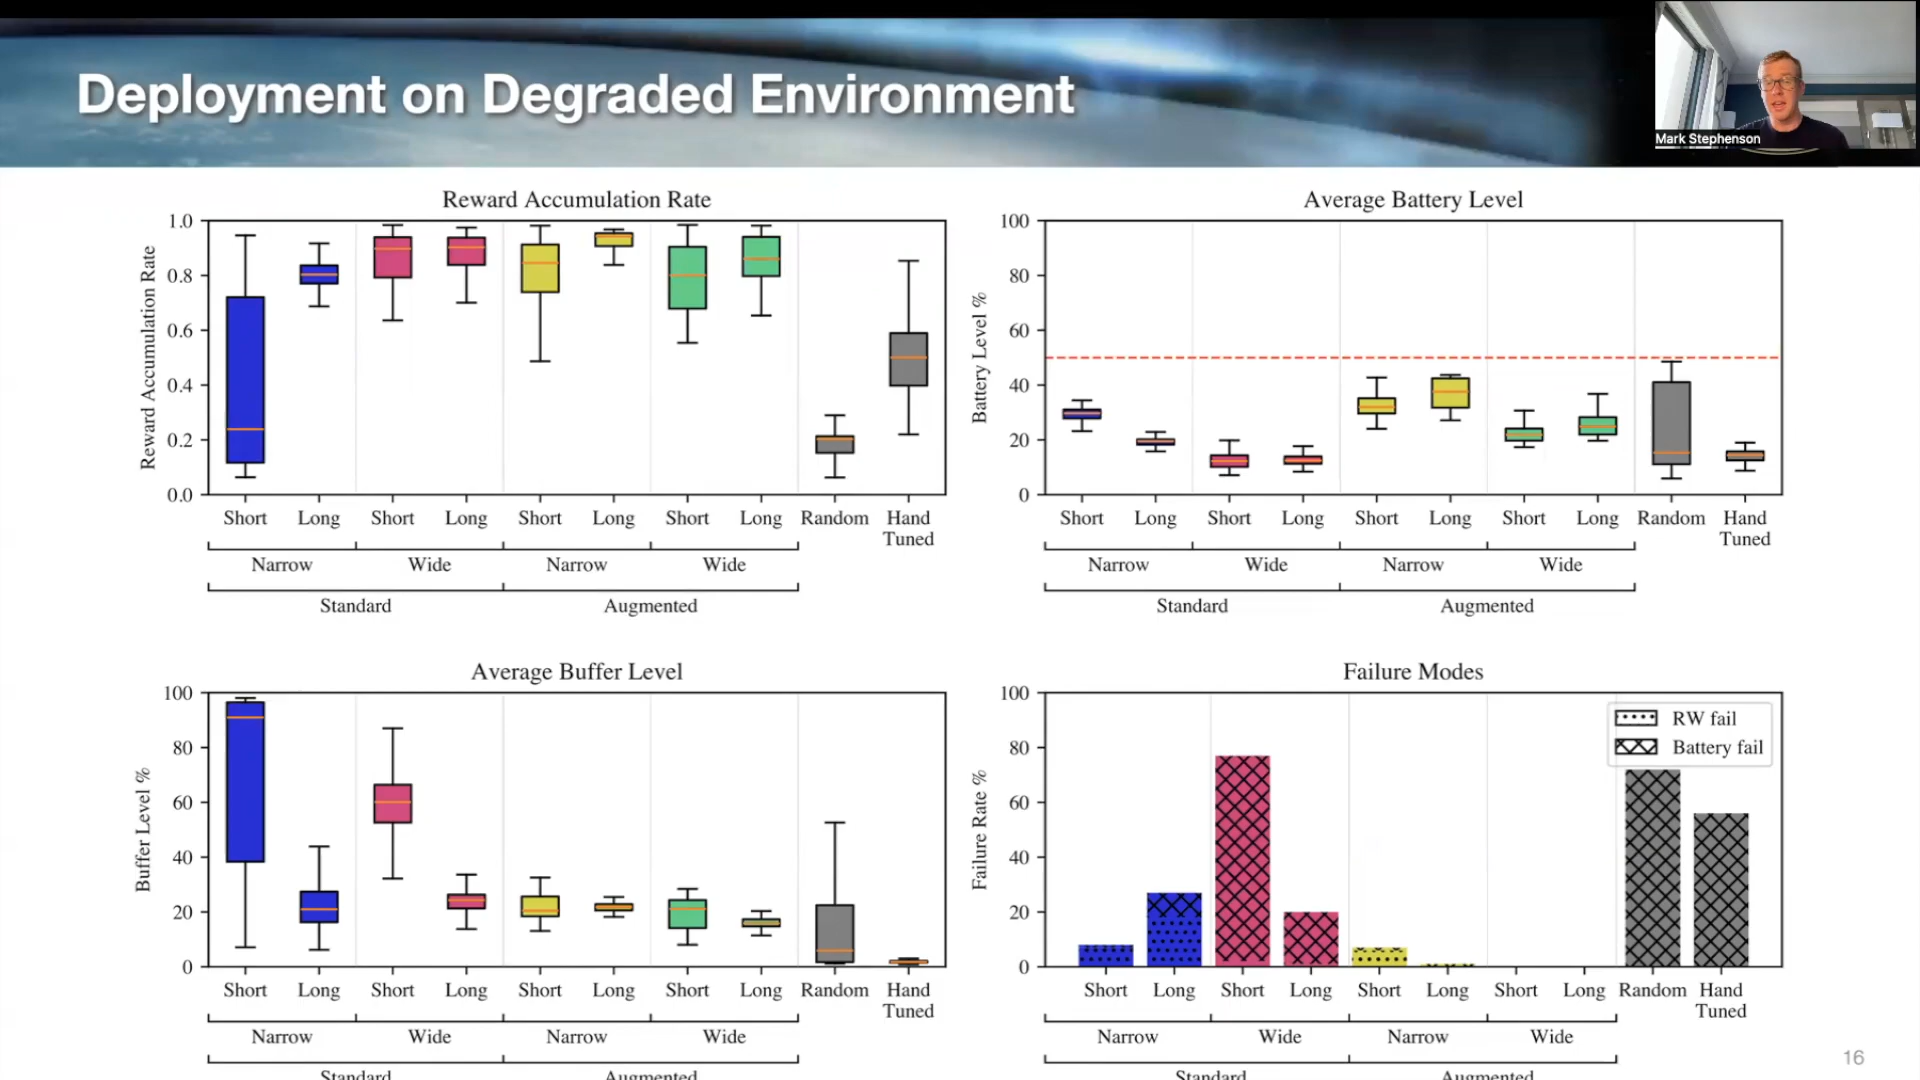 Deployment on Degraded Environment
Mark Stephenson
Reward Accumulation Rate
Reward Accumulation Rate
1.0
0.8
0.6
0.4
0.2
0.0
Short Long Short Long Short Long Short Long Random Hand Tuned
Narrow Wide Narrow Wide
Standard Augmented
Average Battery Level
Battery Level %
100
80
60
40
20
0
Short Long Short Long Short Long Short Long Random Hand Tuned
Narrow Wide Narrow Wide
Standard Augmented
Average Buffer Level
Buffer Level %
100
80
60
40
20
0
Short Long Short Long Short Long Short Long Random Hand Tuned
Narrow Wide Narrow Wide
Standard Augmented
Failure Modes
Failure Rate %
100
80
60
40
20
0
RW fail
Battery fail
Short Long Short Long Short Long Short Long Random Hand Tuned
Narrow Wide Narrow Wide
Standard Augmented
16